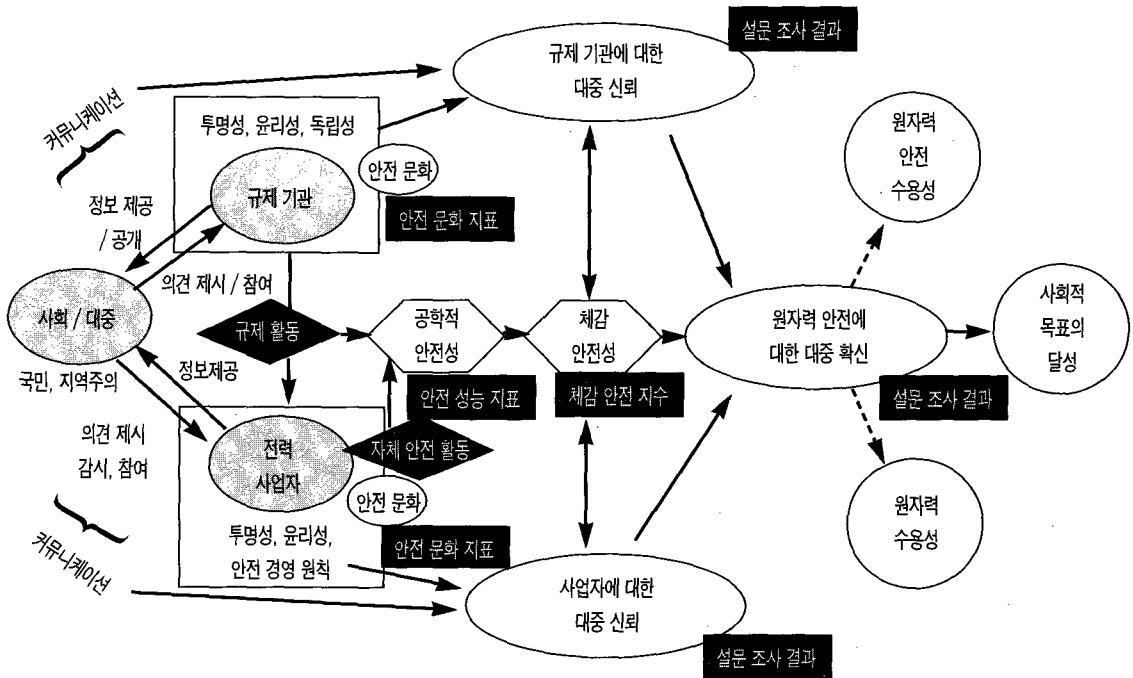 설문 조사 결과
규제 기관에 대한
대중 신뢰
커뮤니케이션
투명성, 윤리성, 독립성
안전 문화
규제 기관
안전 문화 지표
원자력
안전
수용성
정보 제공
/ 공개
의견 제시 / 참여
사회 / 대중
국민, 지역주의
규제 활동
공학적
안전성
체감
안전성
원자력 안전에
대한 대중 확신
사회적
목표의
달성
정보제공
안전 성능 지표
체감 안전 지수
설문 조사 결과
의견 제시
감시, 참여
전력
사업자
자체 안전 활동
안전 문화
안전 문화 지표
투명성, 윤리성,
안전 경영 원칙
커뮤니케이션
원자력
수용성
사업자에 대한
대중 신뢰
설문 조사 결과